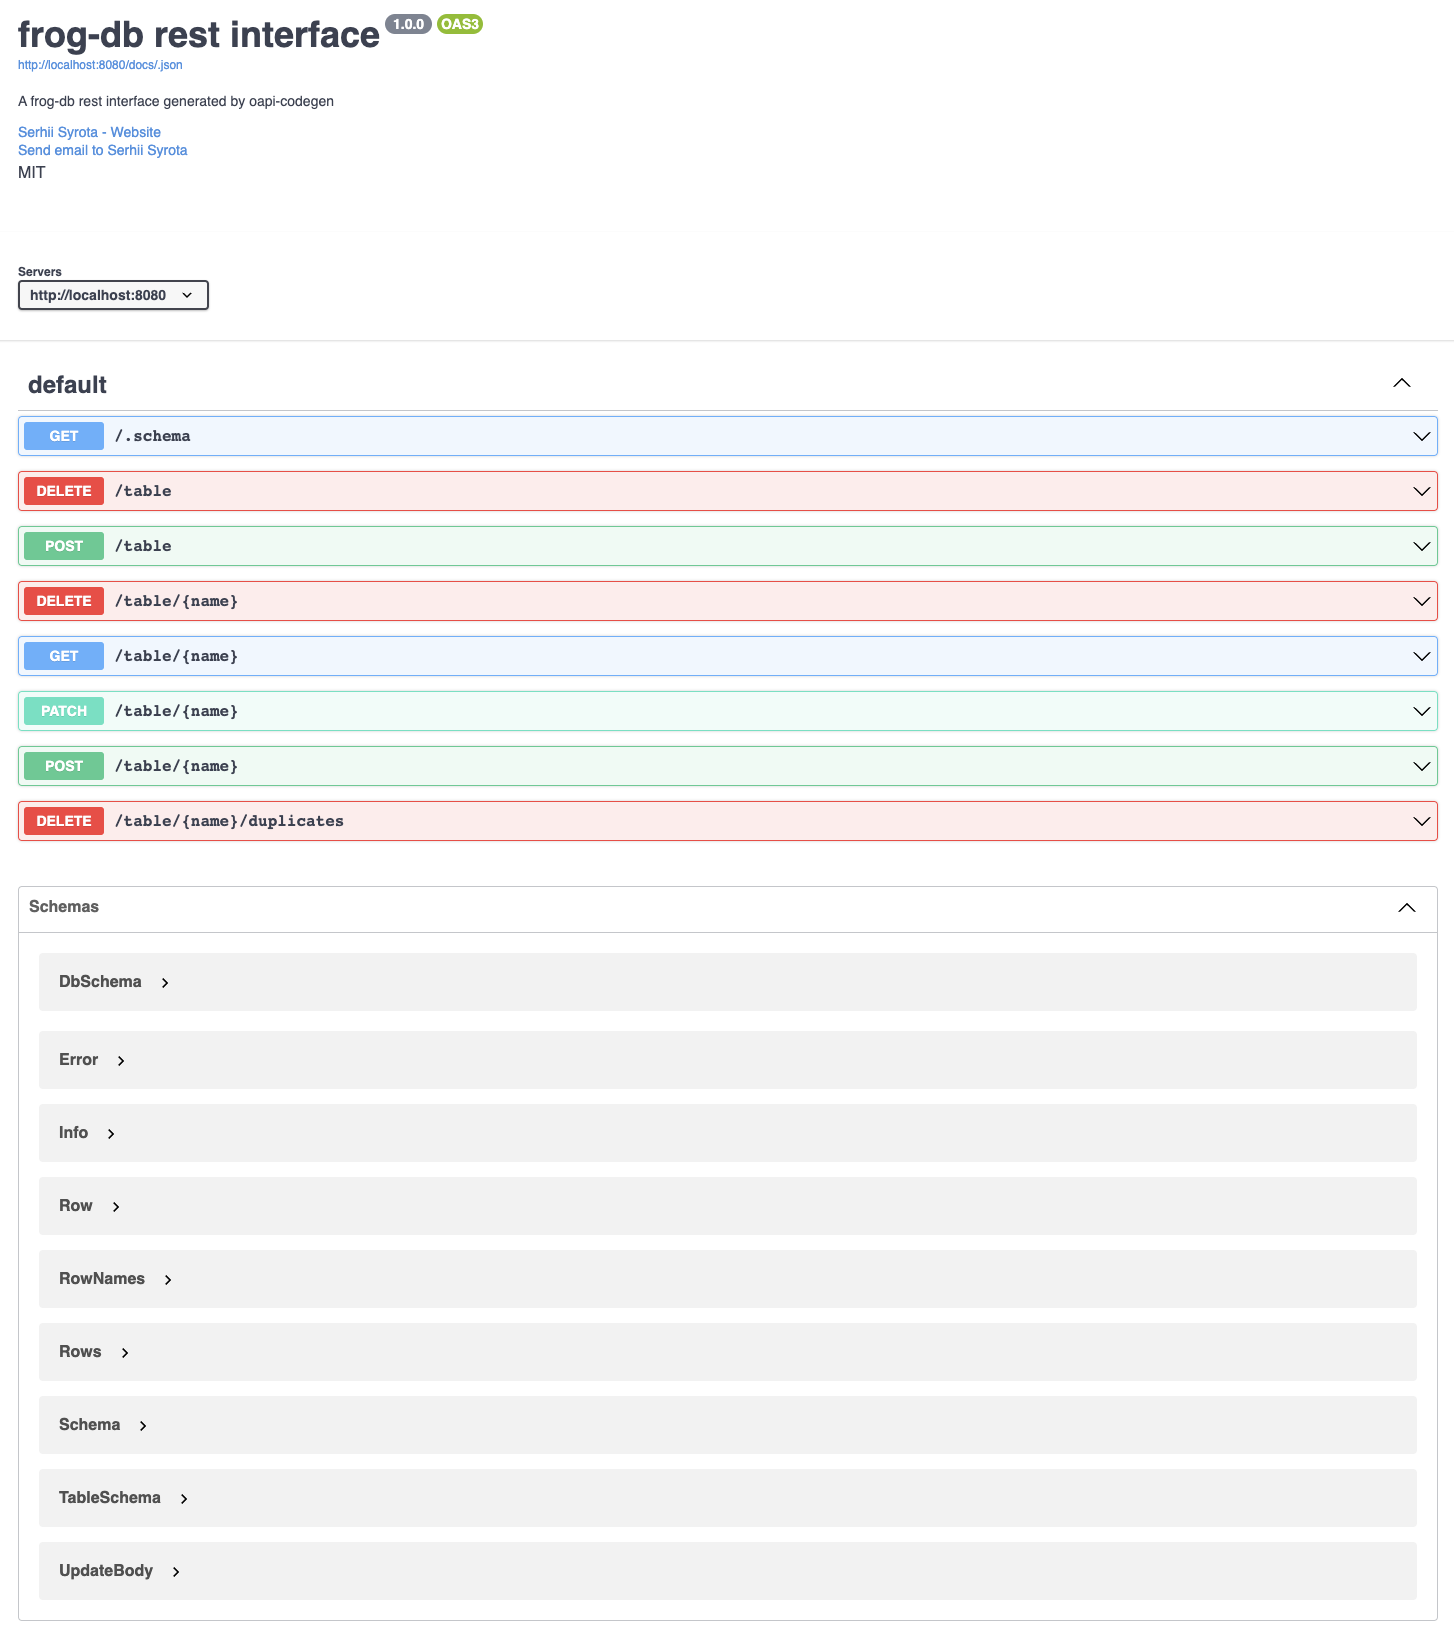 frog-db rest interface 1.0.0 OAS3
http://localhost:8080/docs/.json
A frog-db rest interface generated by oapi-codegen
Serhii Syrota - Website
Send email to Serhii Syrota
MIT
Servers
http://localhost:8080
default
GET /.schema
DELETE /table
POST /table
DELETE /table/{name}
GET /table/{name}
PATCH /table/{name}
POST /table/{name}
DELETE /table/{name}/duplicates
Schemas
DbSchema
Error
Info
Row
RowNames
Rows
Schema
TableSchema
UpdateBody